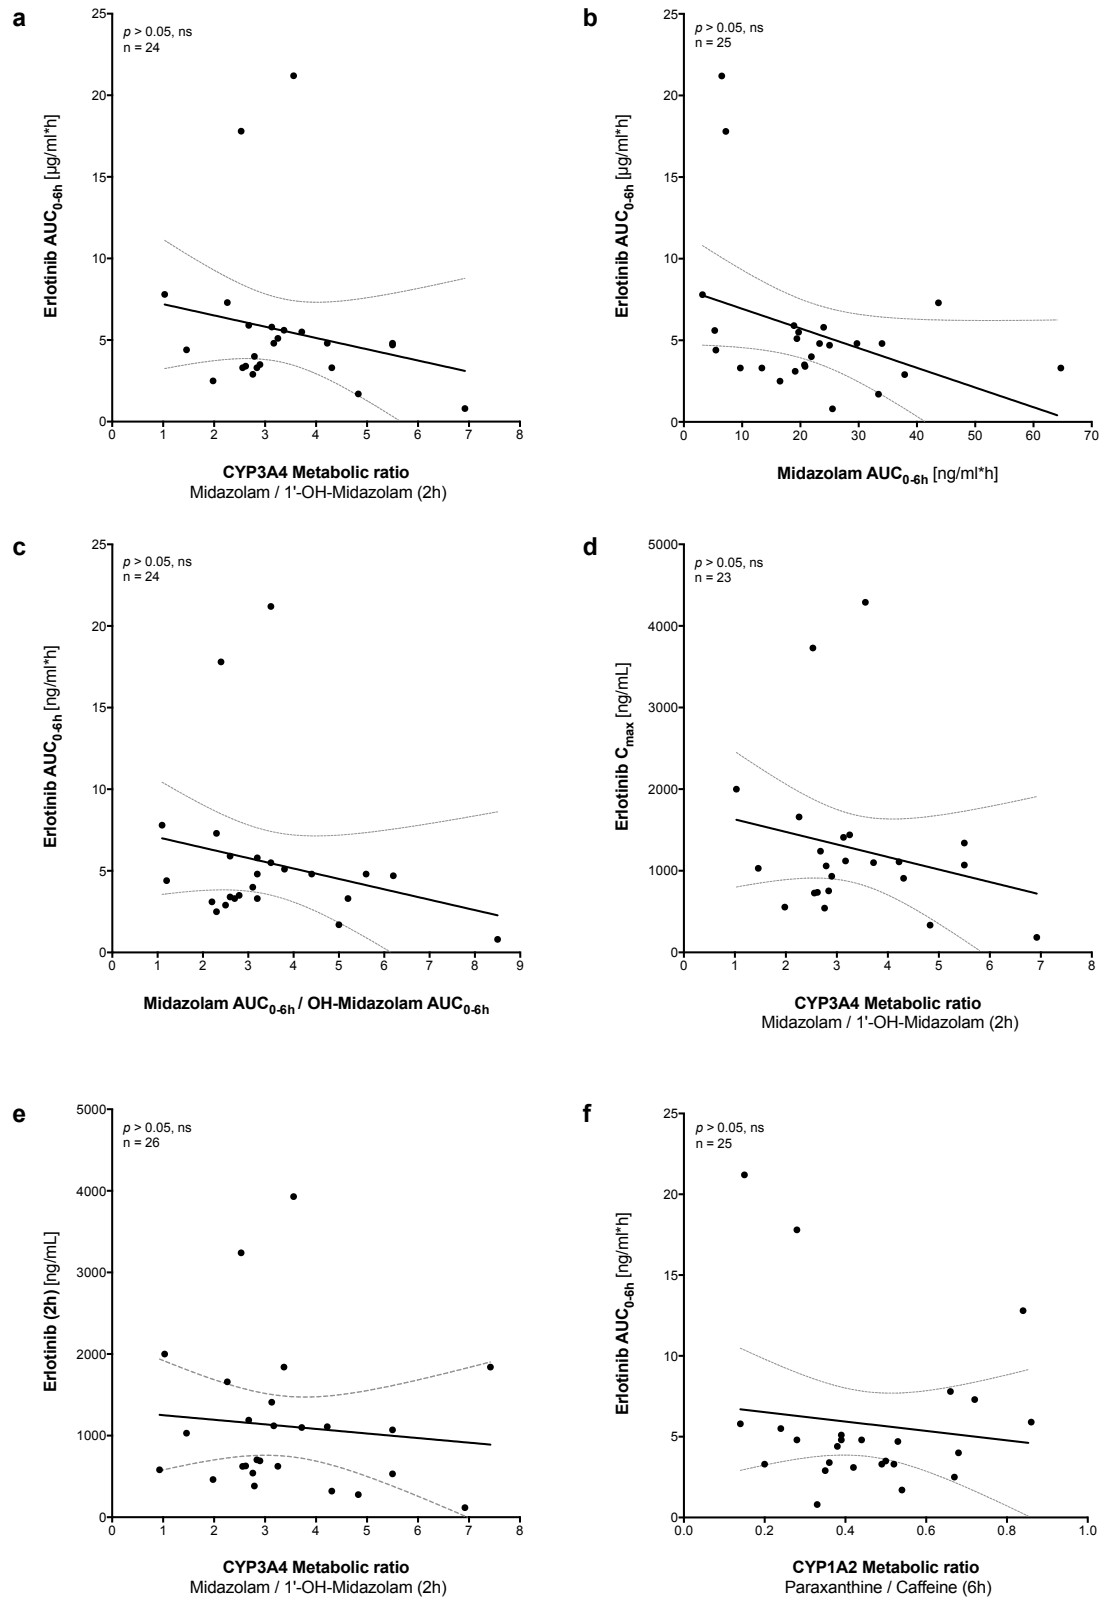 a
p > 0.05, ns
n = 24
Erlotinib AUC0-6h [µg/ml*h]
25
20
15
10
5
0
0 1 2 3 4 5 6 7 8
CYP3A4 Metabolic ratio
Midazolam / 1'-OH-Midazolam (2h)
b
p > 0.05, ns
n = 25
Erlotinib AUC0-6h [µg/ml*h]
25
20
15
10
5
0
0 10 20 30 40 50 60 70
Midazolam AUC0-6h [ng/ml*h]
c
p > 0.05, ns
n = 24
Erlotinib AUC0-6h [ng/ml*h]
25
20
15
10
5
0
0 1 2 3 4 5 6 7 8 9
Midazolam AUC0-6h / OH-Midazolam AUC0-6h
d
p > 0.05, ns
n = 23
Erlotinib Cmax [ng/mL]
5000
4000
3000
2000
1000
0
0 1 2 3 4 5 6 7 8
CYP3A4 Metabolic ratio
Midazolam / 1'-OH-Midazolam (2h)
e
p > 0.05, ns
n = 26
Erlotinib (2h) [ng/mL]
5000
4000
3000
2000
1000
0
0 1 2 3 4 5 6 7 8
CYP3A4 Metabolic ratio
Midazolam / 1'-OH-Midazolam (2h)
f
p > 0.05, ns
n = 25
Erlotinib AUC0-6h [ng/ml*h]
25
20
15
10
5
0
0.0 0.2 0.4 0.6 0.8 1.0
CYP1A2 Metabolic ratio
Paraxanthine / Caffeine (6h)